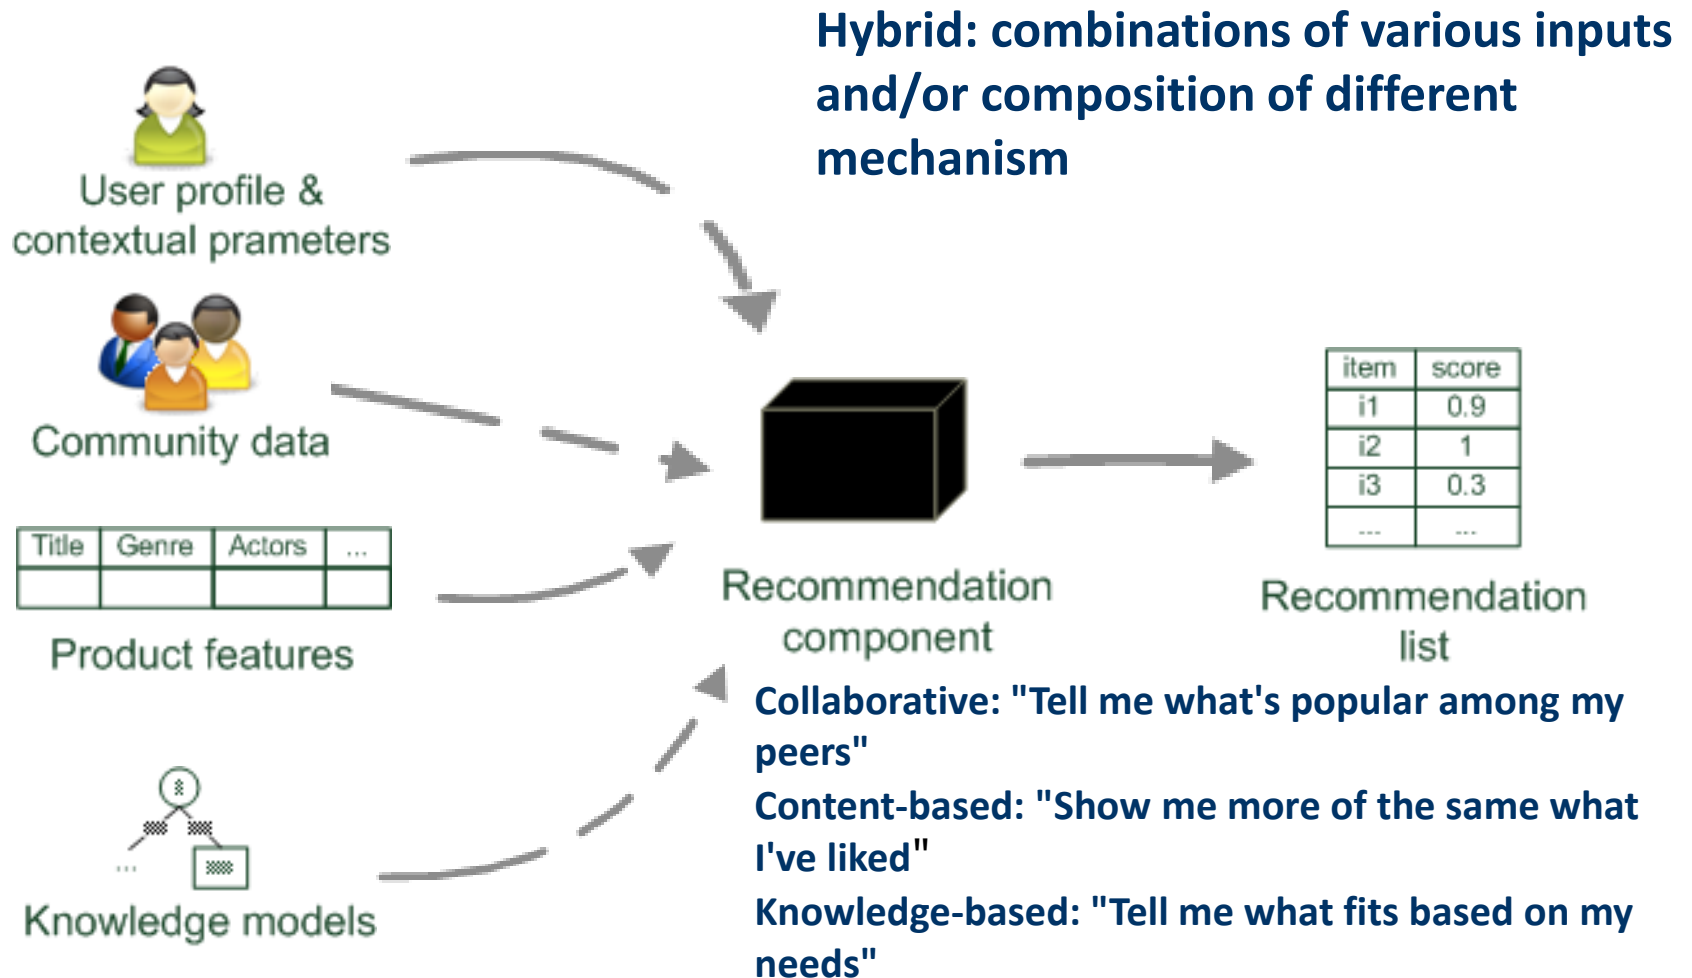 Hybrid: combinations of various inputs
and/or composition of different
mechanism
User profile &
contextual prameters
Community data
Title Genre Actors ...
Product features
Knowledge models
...
Recommendation
component
item score
i1 0.9
i2 1
i3 0.3
... ...
Recommendation
list
Collaborative: "Tell me what's popular among my
peers"
Content-based: "Show me more of the same what
I've liked"
Knowledge-based: "Tell me what fits based on my
needs"